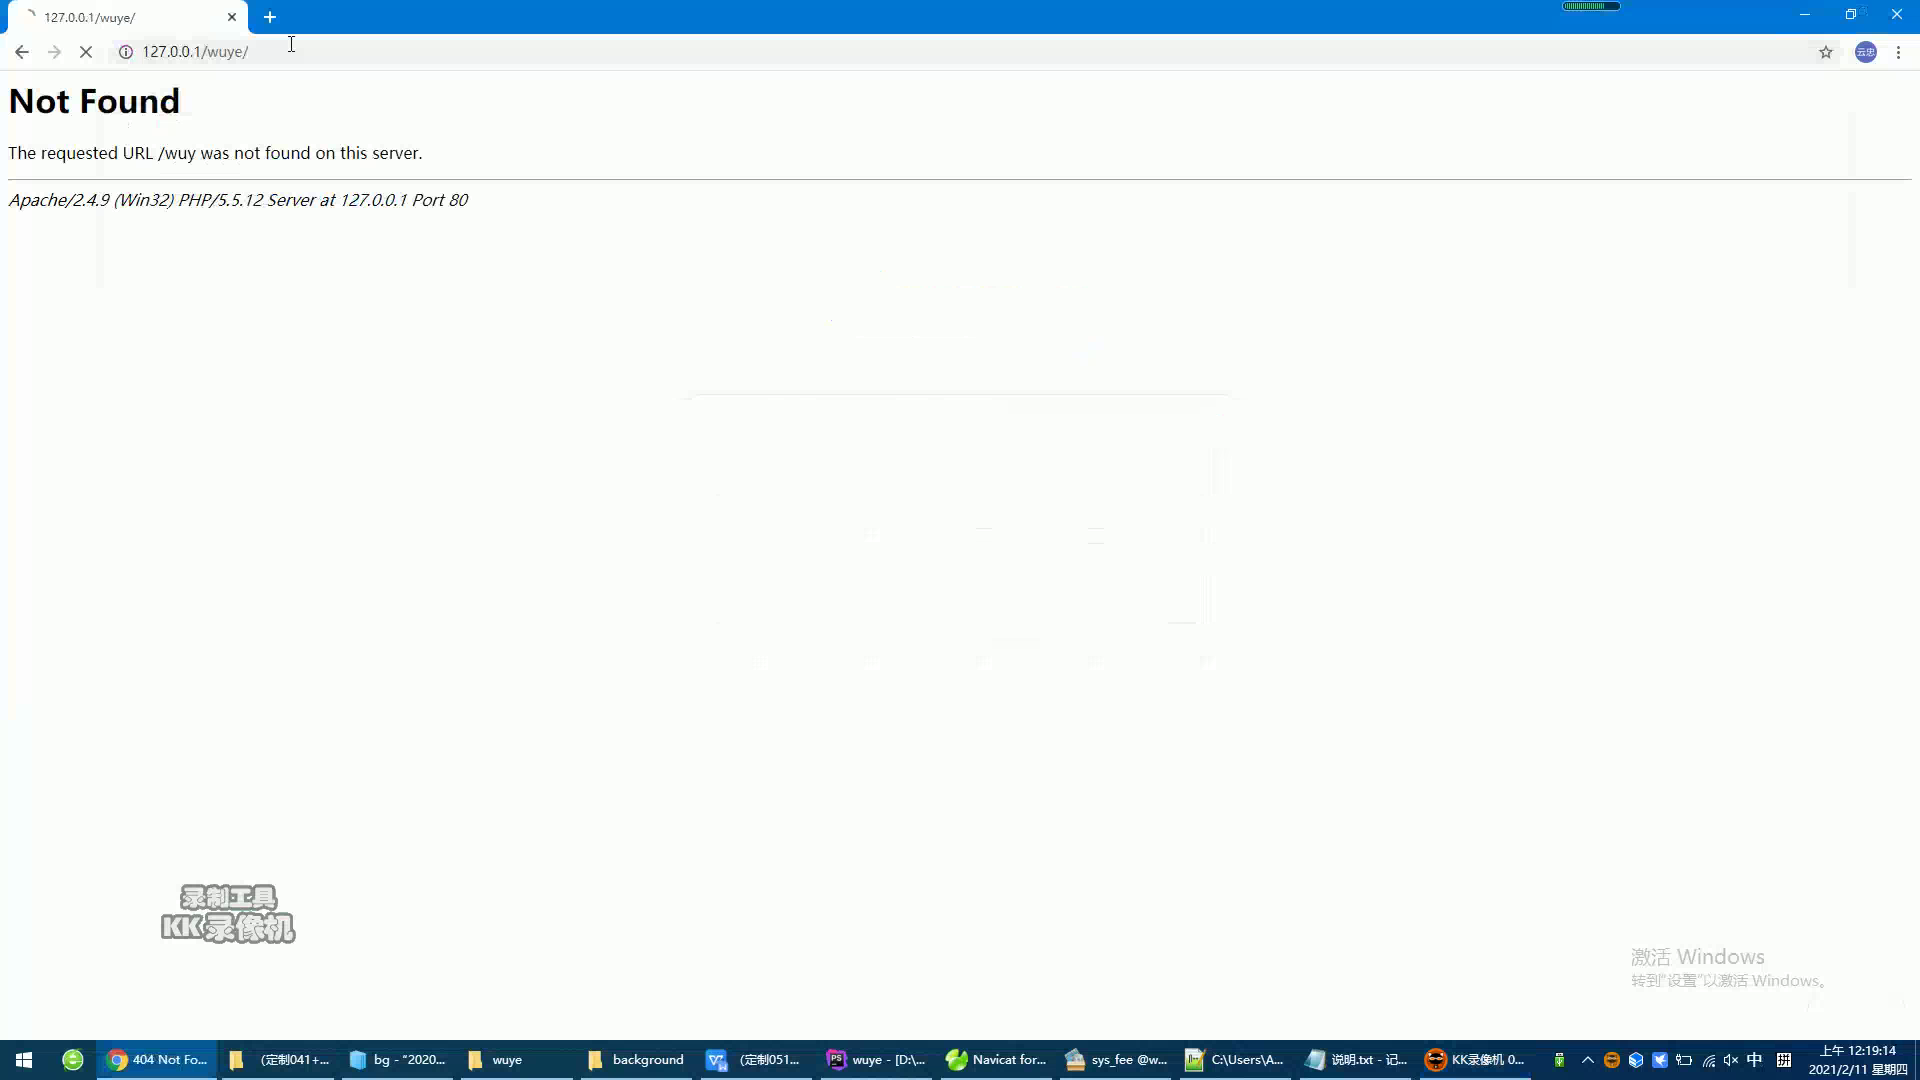 127.0.0.1/wuye/
127.0.0.1/wuye/
云忠
Not Found
The requested URL /wuy was not found on this server.
Apache/2.4.9 (Win32) PHP/5.5.12 Server at 127.0.0.1 Port 80
录制工具
KK录像机
激活 Windows
转到"设置"以激活 Windows。
404 Not Fo...
(定制041+...
bg - "2020...
wuye
background
(定制051...
wuye - [D:\...
Navicat for...
sys_fee @w...
C:\Users\A...
说明.txt - 记...
KK录像机 0...
中
拼
上午 12:19:14
2021/2/11 星期四